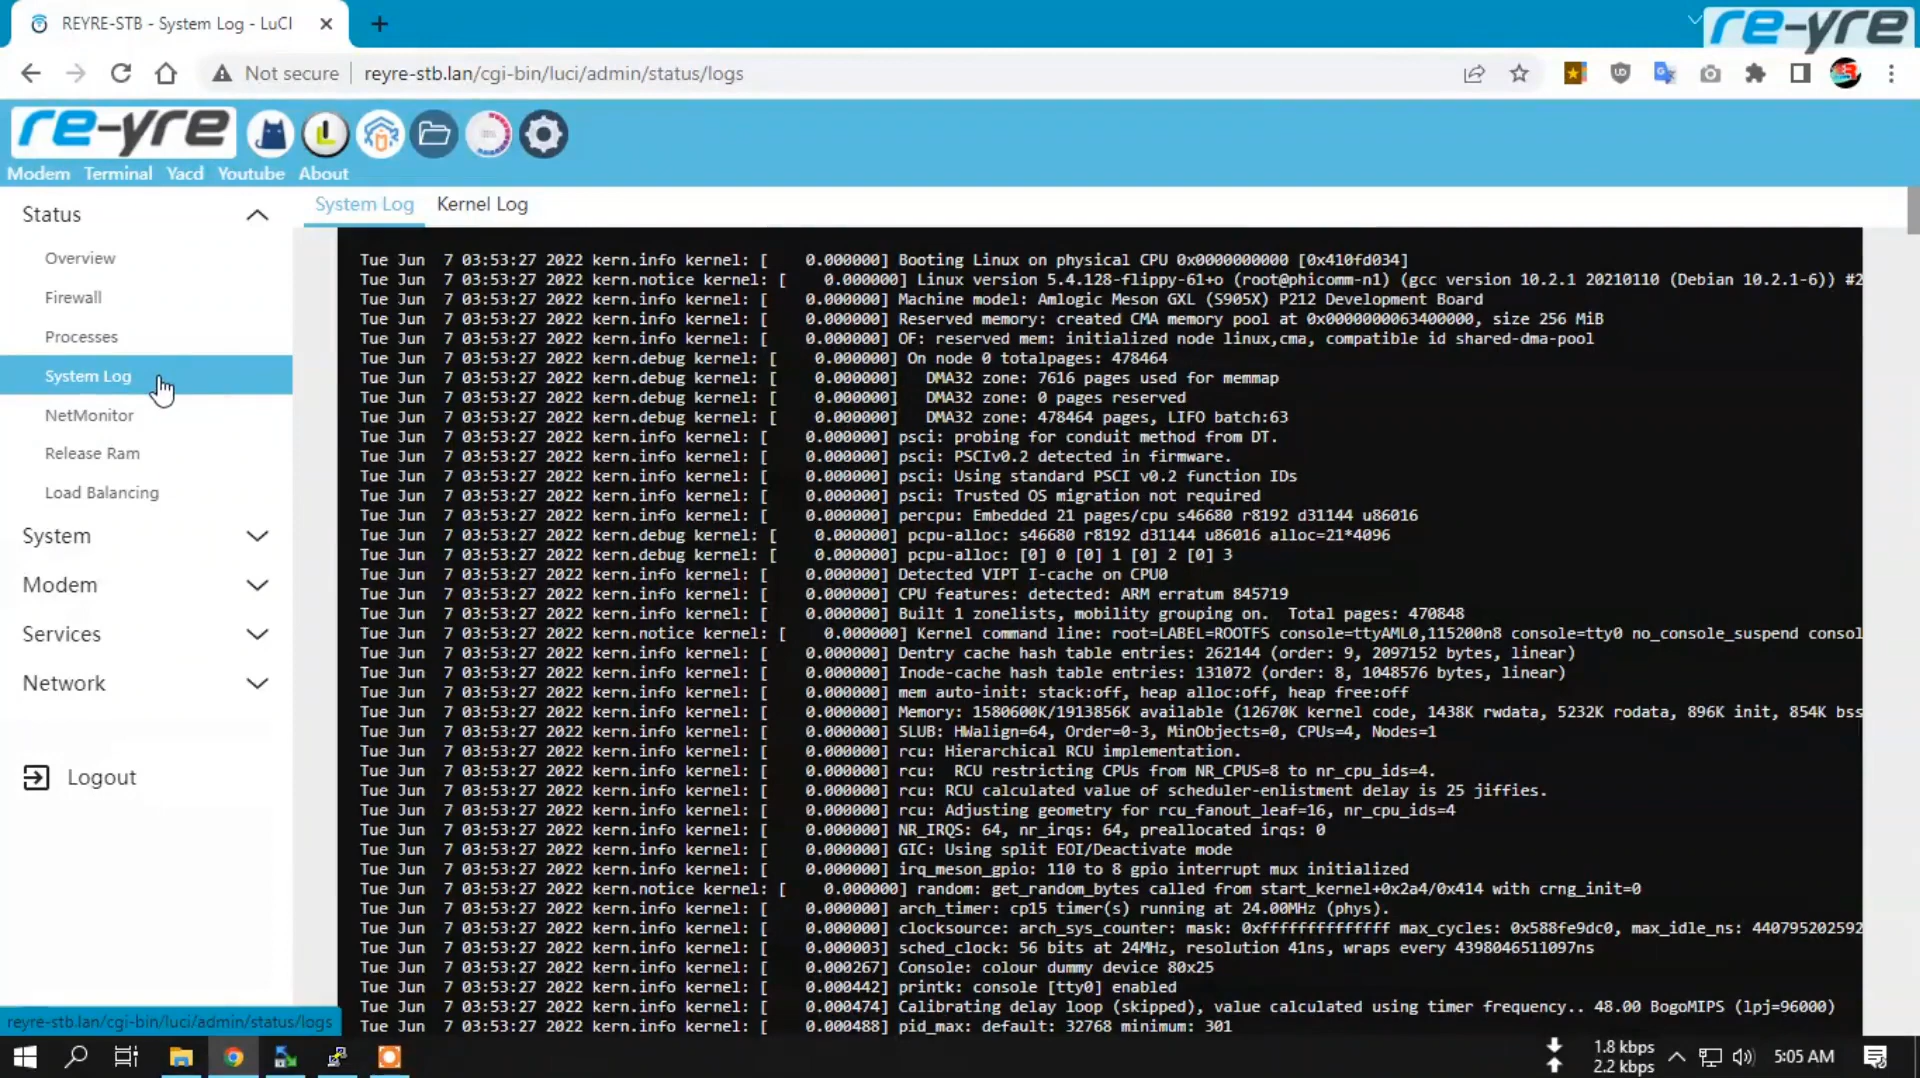 REYRE-STB - System Log - LuCI
re-yre
Not secure
reyre-stb.lan/cgi-bin/luci/admin/status/logs
re-yre
Modem Terminal Yacd Youtube About
Status
Overview
Firewall
Processes
System Log
NetMonitor
Release Ram
Load Balancing
System
Modem
Services
Network
Logout
System Log Kernel Log
Tue Jun  7 03:53:27 2022 kern.info kernel: [    0.000000] Booting Linux on physical CPU 0x0000000000 [0x410fd034]
Tue Jun  7 03:53:27 2022 kern.notice kernel: [    0.000000] Linux version 5.4.128-flippy-61+o (root@phicomm-n1) (gcc version 10.2.1 20210110 (Debian 10.2.1-6)) #2
Tue Jun  7 03:53:27 2022 kern.info kernel: [    0.000000] Machine model: Amlogic Meson GXL (S905X) P212 Development Board
Tue Jun  7 03:53:27 2022 kern.info kernel: [    0.000000] Reserved memory: created CMA memory pool at 0x0000000063400000, size 256 MiB
Tue Jun  7 03:53:27 2022 kern.info kernel: [    0.000000] OF: reserved mem: initialized node linux,cma, compatible id shared-dma-pool
Tue Jun  7 03:53:27 2022 kern.debug kernel: [    0.000000] On node 0 totalpages: 478464
Tue Jun  7 03:53:27 2022 kern.debug kernel: [    0.000000]   DMA32 zone: 7616 pages used for memmap
Tue Jun  7 03:53:27 2022 kern.debug kernel: [    0.000000]   DMA32 zone: 0 pages reserved
Tue Jun  7 03:53:27 2022 kern.debug kernel: [    0.000000]   DMA32 zone: 478464 pages, LIFO batch:63
Tue Jun  7 03:53:27 2022 kern.info kernel: [    0.000000] psci: probing for conduit method from DT.
Tue Jun  7 03:53:27 2022 kern.info kernel: [    0.000000] psci: PSCIv0.2 detected in firmware.
Tue Jun  7 03:53:27 2022 kern.info kernel: [    0.000000] psci: Using standard PSCI v0.2 function IDs
Tue Jun  7 03:53:27 2022 kern.info kernel: [    0.000000] psci: Trusted OS migration not required
Tue Jun  7 03:53:27 2022 kern.info kernel: [    0.000000] percpu: Embedded 21 pages/cpu s46680 r8192 d31144 u86016
Tue Jun  7 03:53:27 2022 kern.debug kernel: [    0.000000] pcpu-alloc: s46680 r8192 d31144 u86016 alloc=21*4096
Tue Jun  7 03:53:27 2022 kern.debug kernel: [    0.000000] pcpu-alloc: [0] 0 [0] 1 [0] 2 [0] 3
Tue Jun  7 03:53:27 2022 kern.info kernel: [    0.000000] Detected VIPT I-cache on CPU0
Tue Jun  7 03:53:27 2022 kern.info kernel: [    0.000000] CPU features: detected: ARM erratum 845719
Tue Jun  7 03:53:27 2022 kern.info kernel: [    0.000000] Built 1 zonelists, mobility grouping on.  Total pages: 470848
Tue Jun  7 03:53:27 2022 kern.notice kernel: [    0.000000] Kernel command line: root=LABEL=ROOTFS console=ttyAML0,115200n8 console=tty0 no_console_suspend consol
Tue Jun  7 03:53:27 2022 kern.info kernel: [    0.000000] Dentry cache hash table entries: 262144 (order: 9, 2097152 bytes, linear)
Tue Jun  7 03:53:27 2022 kern.info kernel: [    0.000000] Inode-cache hash table entries: 131072 (order: 8, 1048576 bytes, linear)
Tue Jun  7 03:53:27 2022 kern.info kernel: [    0.000000] mem auto-init: stack:off, heap alloc:off, heap free:off
Tue Jun  7 03:53:27 2022 kern.info kernel: [    0.000000] Memory: 1580600K/1913856K available (12670K kernel code, 1438K rwdata, 5232K rodata, 896K init, 854K bss
Tue Jun  7 03:53:27 2022 kern.info kernel: [    0.000000] SLUB: HWalign=64, Order=0-3, MinObjects=0, CPUs=4, Nodes=1
Tue Jun  7 03:53:27 2022 kern.info kernel: [    0.000000] rcu: Hierarchical RCU implementation.
Tue Jun  7 03:53:27 2022 kern.info kernel: [    0.000000] rcu:  RCU restricting CPUs from NR_CPUS=8 to nr_cpu_ids=4.
Tue Jun  7 03:53:27 2022 kern.info kernel: [    0.000000] rcu: RCU calculated value of scheduler-enlistment delay is 25 jiffies.
Tue Jun  7 03:53:27 2022 kern.info kernel: [    0.000000] rcu: Adjusting geometry for rcu_fanout_leaf=16, nr_cpu_ids=4
Tue Jun  7 03:53:27 2022 kern.info kernel: [    0.000000] NR_IRQS: 64, nr_irqs: 64, preallocated irqs: 0
Tue Jun  7 03:53:27 2022 kern.info kernel: [    0.000000] GIC: Using split EOI/Deactivate mode
Tue Jun  7 03:53:27 2022 kern.info kernel: [    0.000000] irq_meson_gpio: 110 to 8 gpio interrupt mux initialized
Tue Jun  7 03:53:27 2022 kern.notice kernel: [    0.000000] random: get_random_bytes called from start_kernel+0x2a4/0x414 with crng_init=0
Tue Jun  7 03:53:27 2022 kern.info kernel: [    0.000000] arch_timer: cp15 timer(s) running at 24.00MHz (phys).
Tue Jun  7 03:53:27 2022 kern.info kernel: [    0.000000] clocksource: arch_sys_counter: mask: 0xffffffffffffff max_cycles: 0x588fe9dc0, max_idle_ns: 440795202592
Tue Jun  7 03:53:27 2022 kern.info kernel: [    0.000003] sched_clock: 56 bits at 24MHz, resolution 41ns, wraps every 4398046511097ns
Tue Jun  7 03:53:27 2022 kern.info kernel: [    0.000267] Console: colour dummy device 80x25
Tue Jun  7 03:53:27 2022 kern.info kernel: [    0.000442] printk: console [tty0] enabled
Tue Jun  7 03:53:27 2022 kern.info kernel: [    0.000474] Calibrating delay loop (skipped), value calculated using timer frequency.. 48.00 BogoMIPS (lpj=96000)
Tue Jun  7 03:53:27 2022 kern.info kernel: [    0.000488] pid_max: default: 32768 minimum: 301
reyre-stb.lan/cgi-bin/luci/admin/status/logs
1.8 kbps
2.2 kbps
5:05 AM